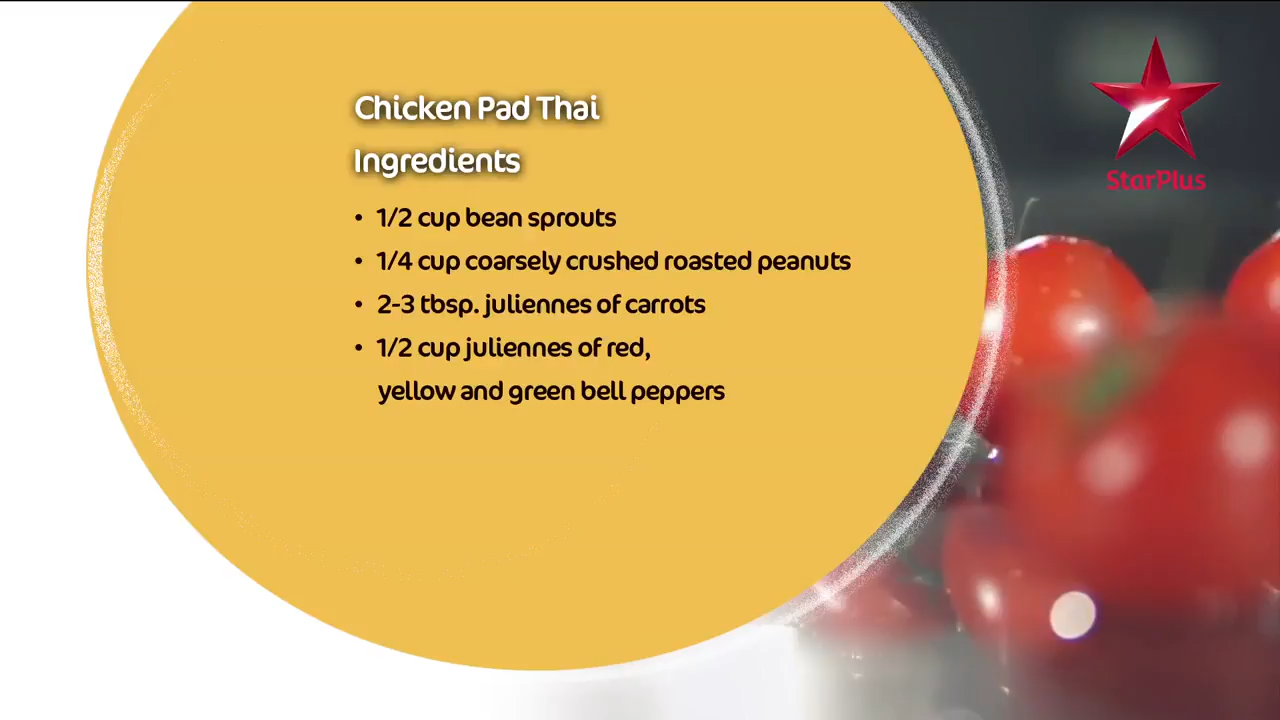 Chicken Pad Thai
Ingredients
• 1/2 cup bean sprouts
• 1/4 cup coarsely crushed roasted peanuts
• 2-3 tbsp. juliennes of carrots
• 1/2 cup juliennes of red,
yellow and green bell peppers
StarPlus